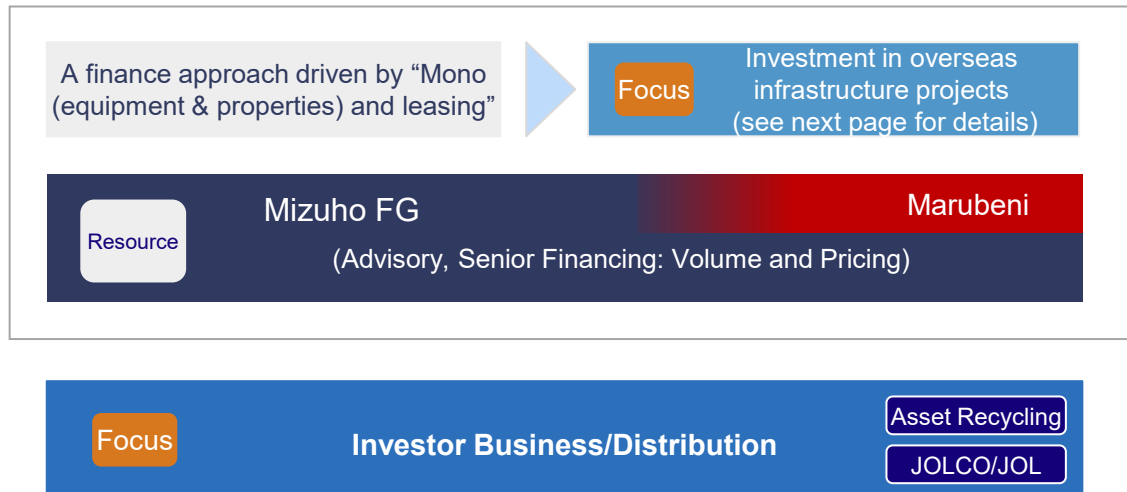 A finance approach driven by “Mono
(equipment & properties) and leasing”
Focus
Investment in overseas
infrastructure projects
(see next page for details)
Resource
Mizuho FG
Marubeni
(Advisory, Senior Financing: Volume and Pricing)
Focus
Investor Business/Distribution
Asset Recycling
JOLCO/JOL